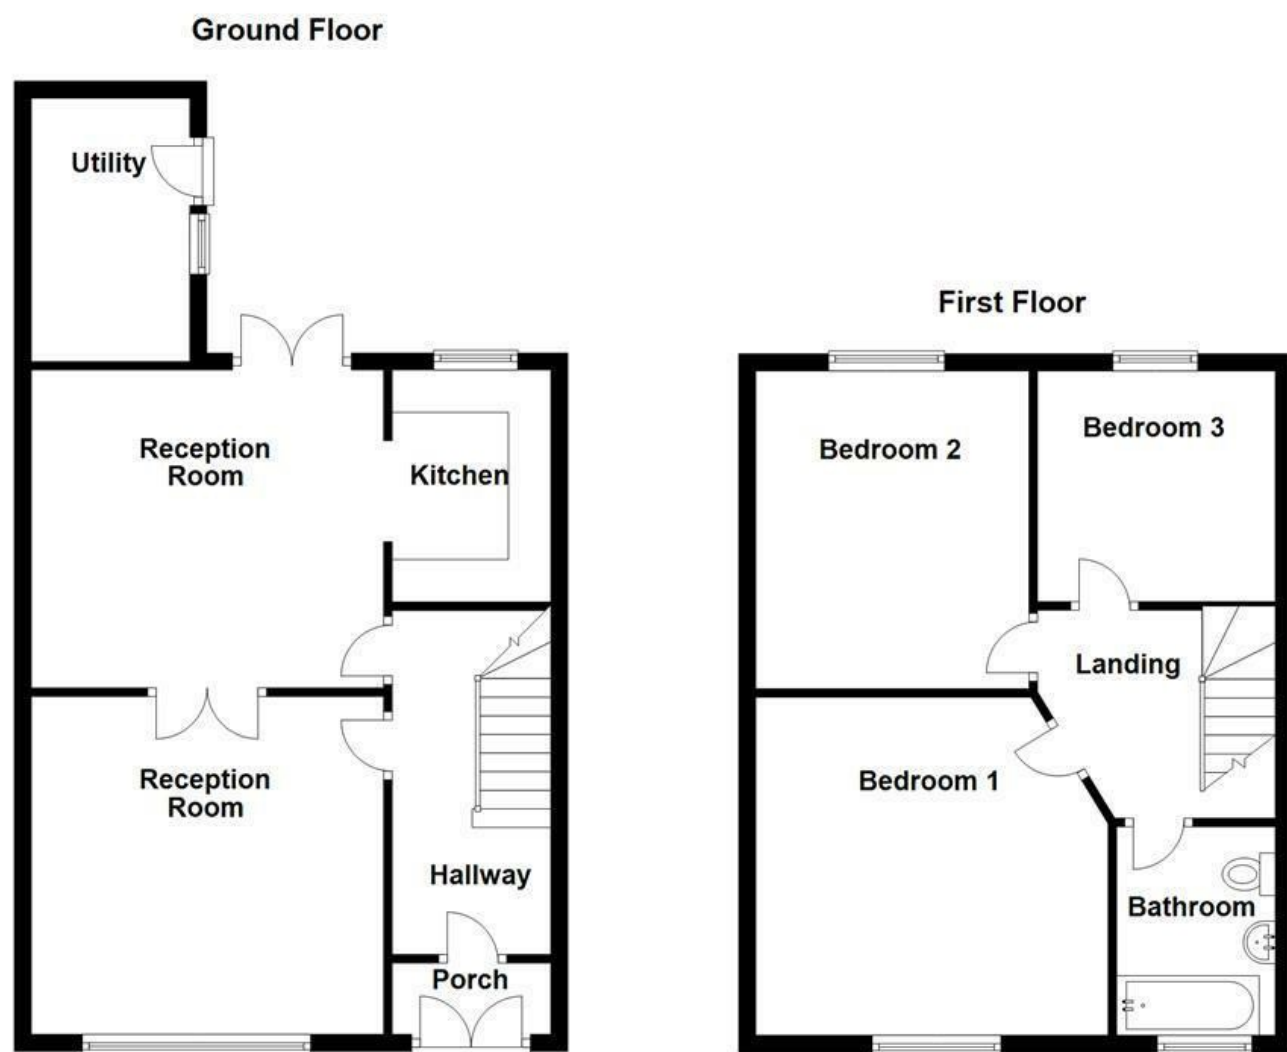 Ground Floor
Utility
Reception
Room
Kitchen
Reception
Room
Hallway
Porch
First Floor
Bedroom 2
Bedroom 3
Landing
Bedroom 1
Bathroom